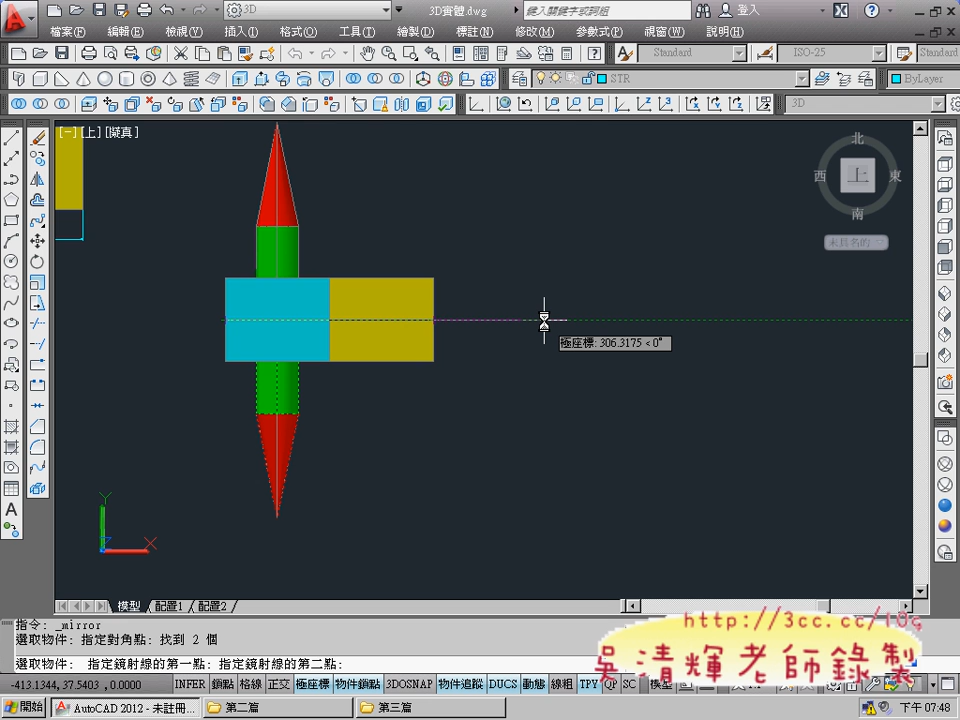 3D
3D實體.dwg
鍵入關鍵字或詞組
登入
檔案(F) 編輯(E) 檢視(V) 插入(I) 格式(O) 工具(T) 繪製(D) 標註(N) 修改(M) 參數式(P) 視窗(W) 說明(H)
Standard ISO-25 Standard
STR ByLayer
3D
[-][上][擬真]
北
西 上 東
南
未具名的
極座標: 306.3175 < 0°
Y
X
模型 配置1 配置2
指令: _mirror
選取物件: 指定對角點: 找到 2 個
選取物件: 指定鏡射線的第一點: 指定鏡射線的第二點:
http://3cc.cc/10q
吳清輝老師錄製
-413.1344, 37.5403 , 0.0000 INFER 鎖點 格線 正交 極座標 物件鎖點 3DOSNAP 物件追蹤 DUCS 動態 線粗 TPY QP SC 模型
開始 AutoCAD 2012 - 未註冊... 第二篇 第三篇 下午 07:48